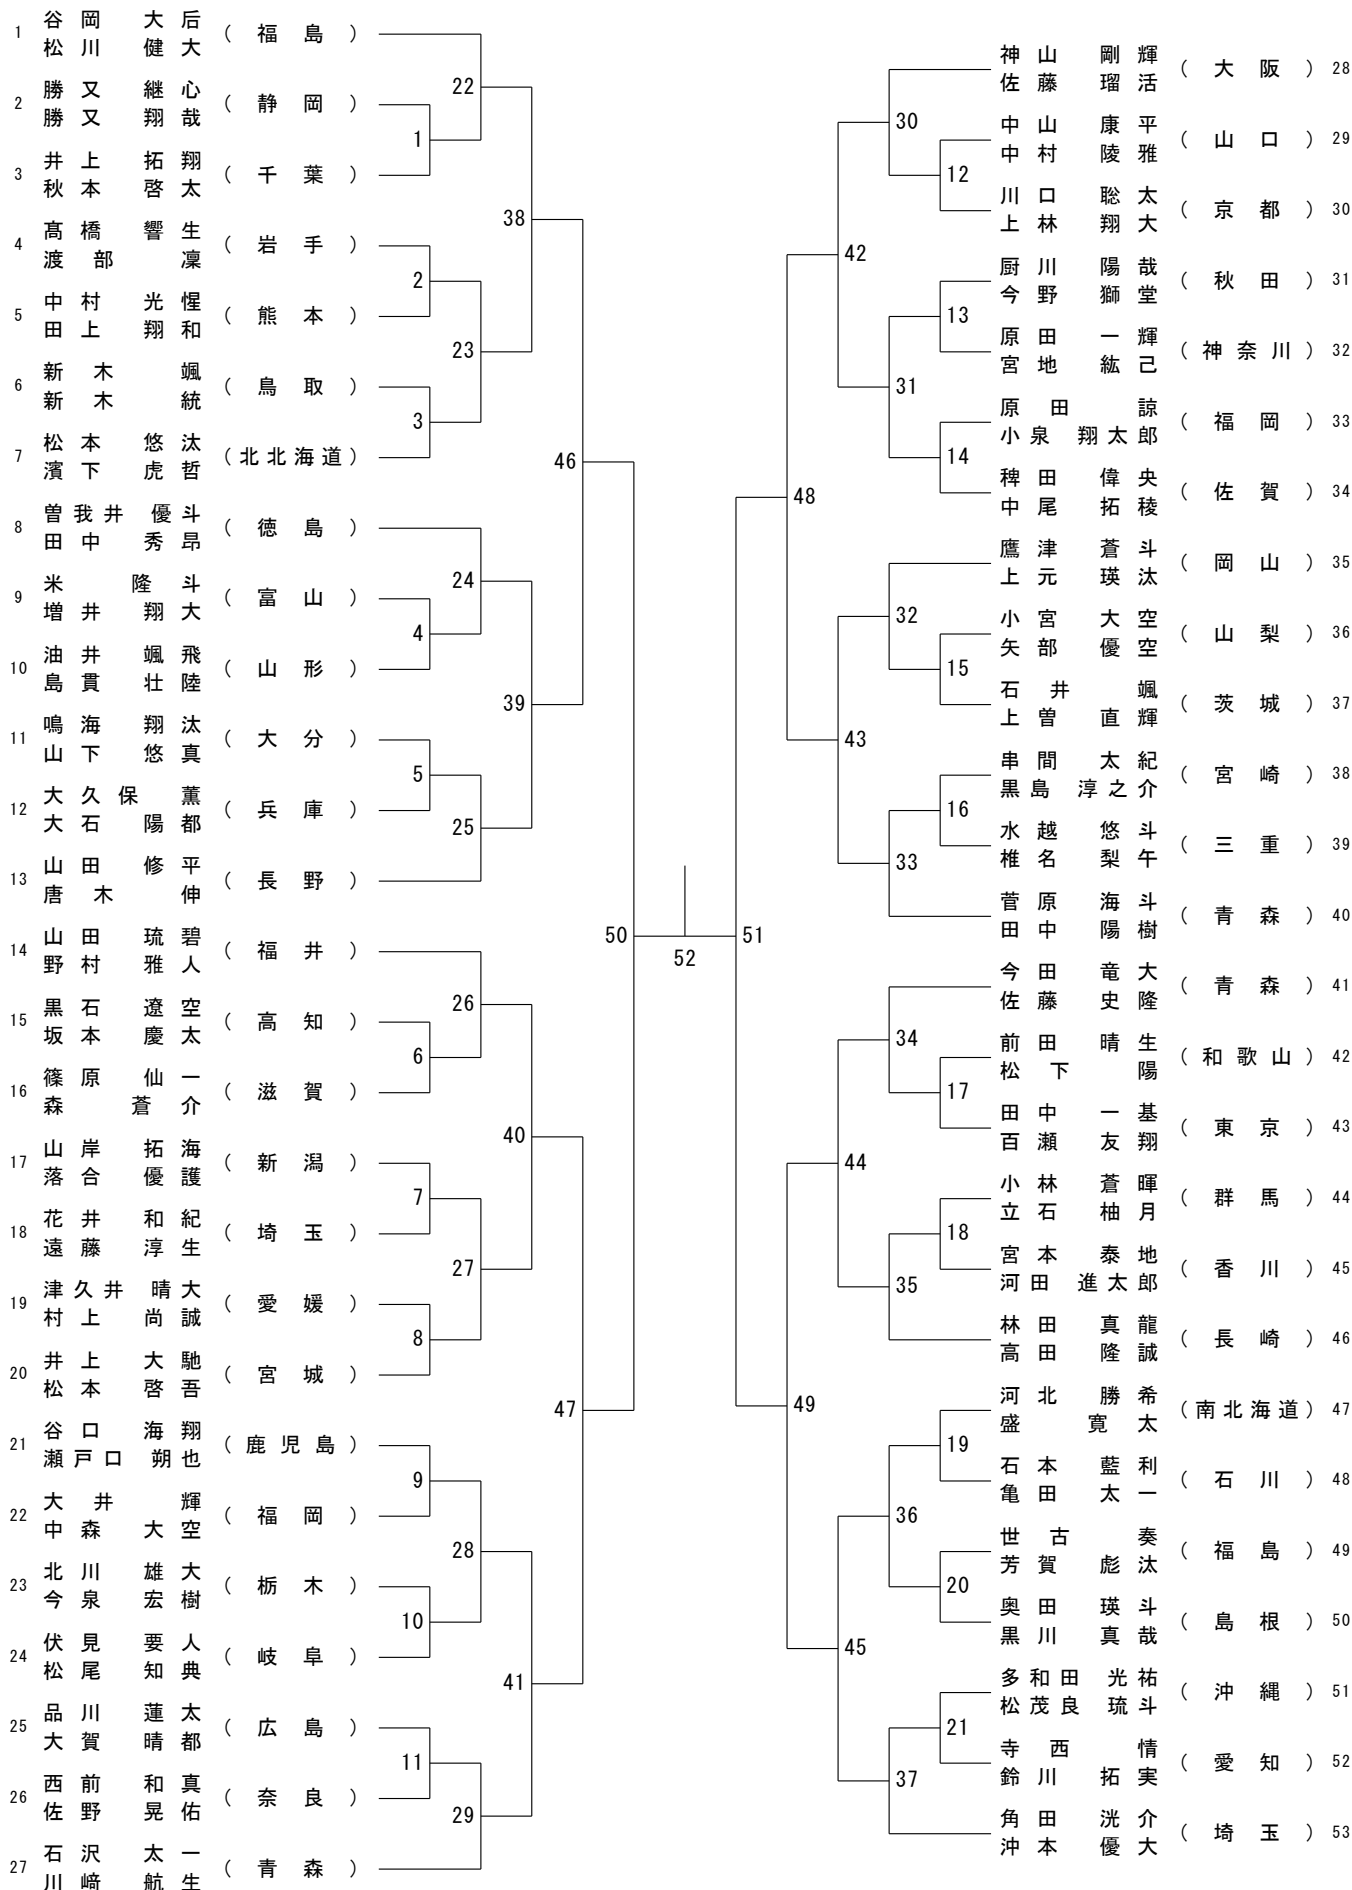 1 谷岡 大后 (福島)
松川 健大
2 勝又 継心 (静岡)
勝又 翔哉
3 井上 拓翔 (千葉)
秋本 啓太
4 髙橋 響生 (岩手)
渡部 凜
5 中村 光惺 (熊本)
田上 翔和
6 新木 颯 (鳥取)
新木 統
7 松本 悠汰 (北北海道)
濱下 虎哲
8 曽我井 優斗 (徳島)
田中 秀昂
9 米 隆斗 (富山)
増井 翔大
10 油井 颯飛 (山形)
島貫 壮陸
11 鳴海 翔汰 (大分)
山下 悠真
12 大久保 薫 (兵庫)
大石 陽都
13 山田 修平 (長野)
唐木 伸
14 山田 琉碧 (福井)
野村 雅人
15 黒石 遼空 (高知)
坂本 慶太
16 篠原 仙一 (滋賀)
森 蒼介
17 山岸 拓海 (新潟)
落合 優護
18 花井 和紀 (埼玉)
遠藤 淳生
19 津久井 晴大 (愛媛)
村上 尚誠
20 井上 大馳 (宮城)
松本 啓吾
21 谷口 海翔 (鹿児島)
瀬戸口 朔也
22 大井 輝 (福岡)
中森 大空
23 北川 雄大 (栃木)
今泉 宏樹
24 伏見 要人 (岐阜)
松尾 知典
25 品川 蓮太 (広島)
大賀 晴都
26 西前 和真 (奈良)
佐野 晃佑
27 石沢 太一 (青森)
川﨑 航生
1
2
3
4
5
6
7
8
9
10
11
22
23
24
25
26
27
28
29
38
39
40
41
46
47
50
52
51
48
49
42
43
44
45
30
31
32
33
34
35
36
37
12
13
14
15
16
17
18
19
20
21
神山 剛輝 (大阪) 28
佐藤 瑠活
中山 康平 (山口) 29
中村 陵雅
川口 聡太 (京都) 30
上林 翔大
厨川 陽哉 (秋田) 31
今野 獅堂
原田 一輝 (神奈川) 32
宮地 紘己
原田 諒 (福岡) 33
小泉 翔太郎
稗田 偉央 (佐賀) 34
中尾 拓稜
鷹津 蒼斗 (岡山) 35
上元 瑛汰
小宮 大空 (山梨) 36
矢部 優空
石井 颯 (茨城) 37
上曽 直輝
串間 太紀 (宮崎) 38
黒島 淳之介
水越 悠斗 (三重) 39
椎名 梨午
菅原 海斗 (青森) 40
田中 陽樹
今田 竜大 (青森) 41
佐藤 史隆
前田 晴生 (和歌山) 42
松下 陽
田中 一基 (東京) 43
百瀬 友翔
小林 蒼暉 (群馬) 44
立石 柚月
宮本 泰地 (香川) 45
河田 進太郎
林田 真龍 (長崎) 46
高田 隆誠
河北 勝希 (南北海道) 47
盛 寛太
石本 藍利 (石川) 48
亀田 太一
世古 奏 (福島) 49
芳賀 彪汰
奥田 瑛斗 (島根) 50
黒川 真哉
多和田 光祐 (沖縄) 51
松茂良 琉斗
寺西 情 (愛知) 52
鈴川 拓実
角田 洸介 (埼玉) 53
沖本 優大